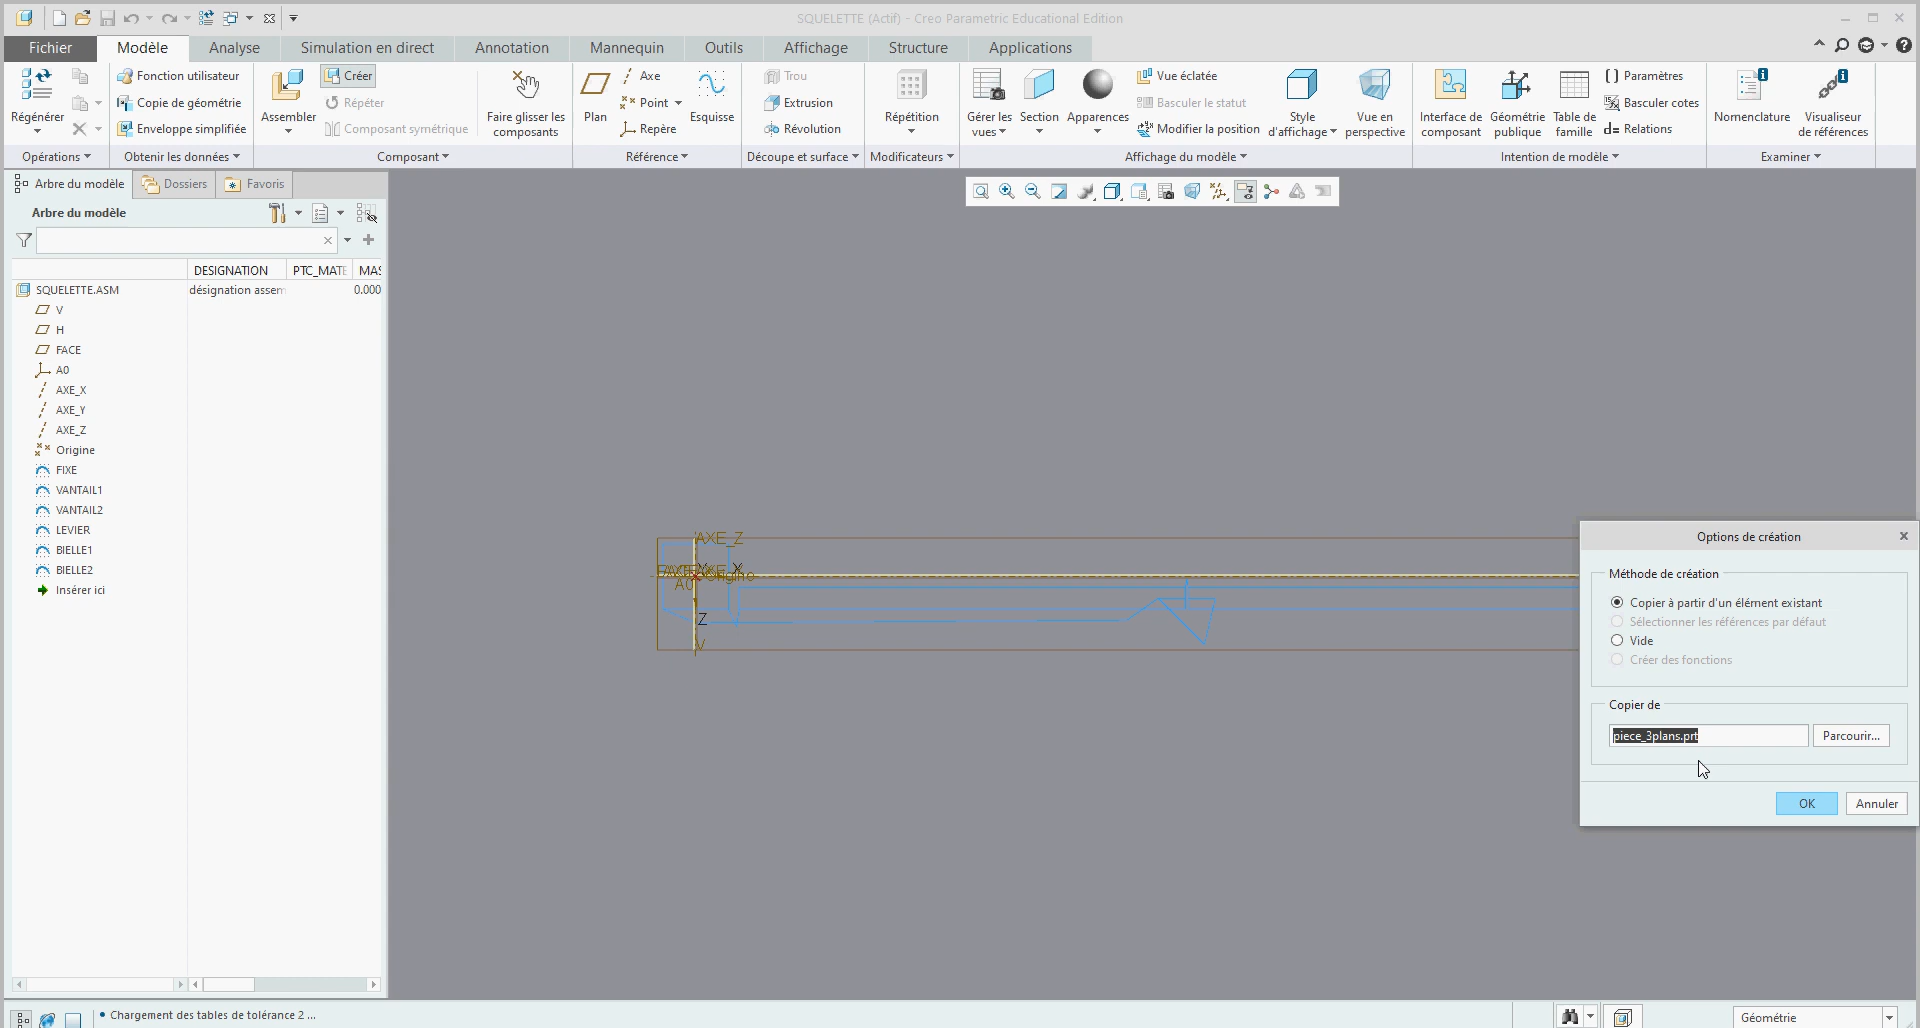 SQUELETTE (Actif) - Creo Parametric Educational Edition
Fichier Modèle Analyse Simulation en direct Annotation Mannequin Outils Affichage Structure Applications
Régénérer
Opérations
Fonction utilisateur
Copie de géométrie
Enveloppe simplifiée
Obtenir les données
Assembler
Créer
Répéter
Composant symétrique
Faire glisser les
composants
Composant
Plan
Axe
Point
Repère
Esquisse
Référence
Trou
Extrusion
Révolution
Découpe et surface
Répétition
Modificateurs
Gérer les
vues
Section
Apparences
Vue éclatée
Basculer le statut
Modifier la position
Style
d'affichage
Vue en
perspective
Affichage du modèle
Interface de
composant
Géométrie
publique
Table de
famille
Paramètres
Basculer cotes
Relations
Intention de modèle
Nomenclature
Visualiseur
de références
Examiner
Arbre du modèle Dossiers Favoris
Arbre du modèle
DESIGNATION PTC_MATE MAS
SQUELETTE.ASM désignation assem 0.000
V
H
FACE
A0
AXE_X
AXE_Y
AXE_Z
Origine
FIXE
VANTAIL1
VANTAIL2
LEVIER
BIELLE1
BIELLE2
Insérer ici
AXE_Z
X
A0
Z
V
Options de création
Méthode de création
Copier à partir d'un élément existant
Sélectionner les références par défaut
Vide
Créer des fonctions
Copier de
piece_3plans.prt Parcourir...
OK Annuler
Chargement des tables de tolérance 2 ...
Géométrie